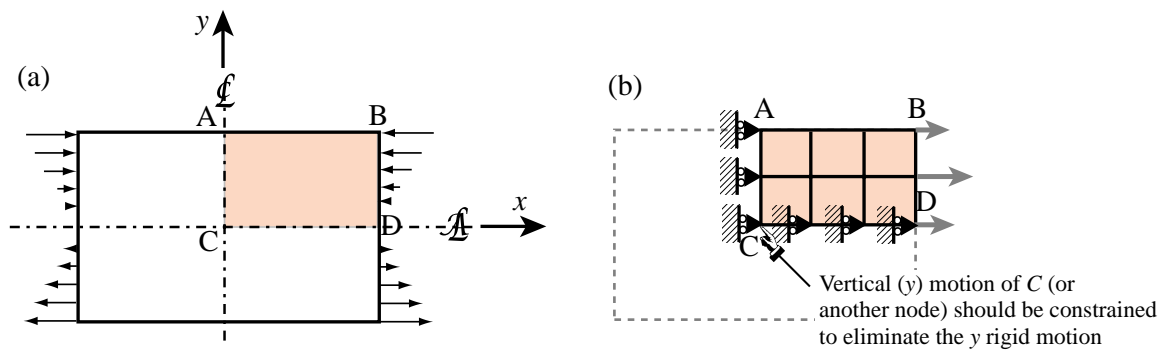 (a)
y
℄
A
B
x
C
D
(b)
A
B
D
C
Vertical (y) motion of C (or
another node) should be constrained
to eliminate the y rigid motion